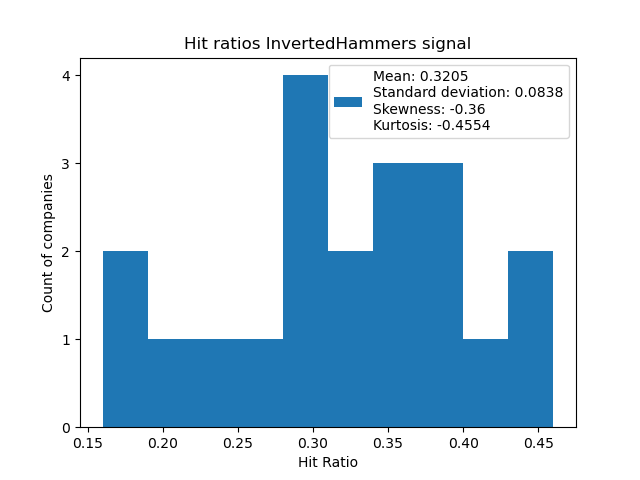 Hit ratios InvertedHammers signal
Mean: 0.3205
Standard deviation: 0.0838
Skewness: -0.36
Kurtosis: -0.4554
Count of companies
4
3
2
1
0
0.15 0.20 0.25 0.30 0.35 0.40 0.45
Hit Ratio